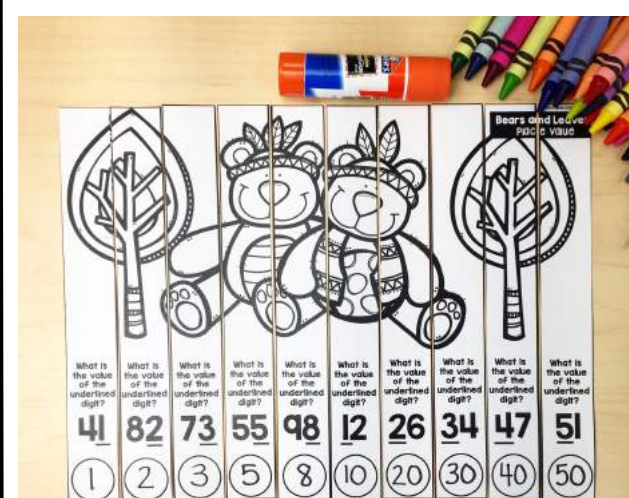 Bears and Leaves
Place Value
What is the value of the underlined digit?
41
1
What is the value of the underlined digit?
82
2
What is the value of the underlined digit?
73
3
What is the value of the underlined digit?
55
5
What is the value of the underlined digit?
98
8
What is the value of the underlined digit?
12
10
What is the value of the underlined digit?
26
20
What is the value of the underlined digit?
34
30
What is the value of the underlined digit?
47
40
What is the value of the underlined digit?
51
50